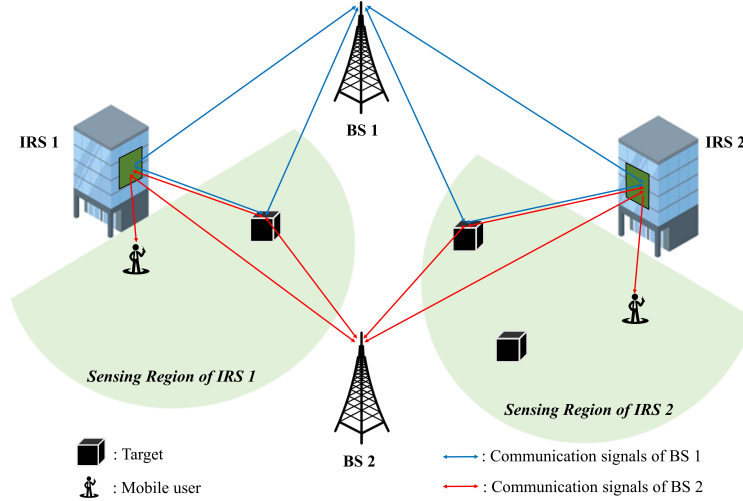 BS 1
IRS 1
IRS 2
Sensing Region of IRS 1
Sensing Region of IRS 2
BS 2
: Target
: Communication signals of BS 1
: Mobile user
: Communication signals of BS 2